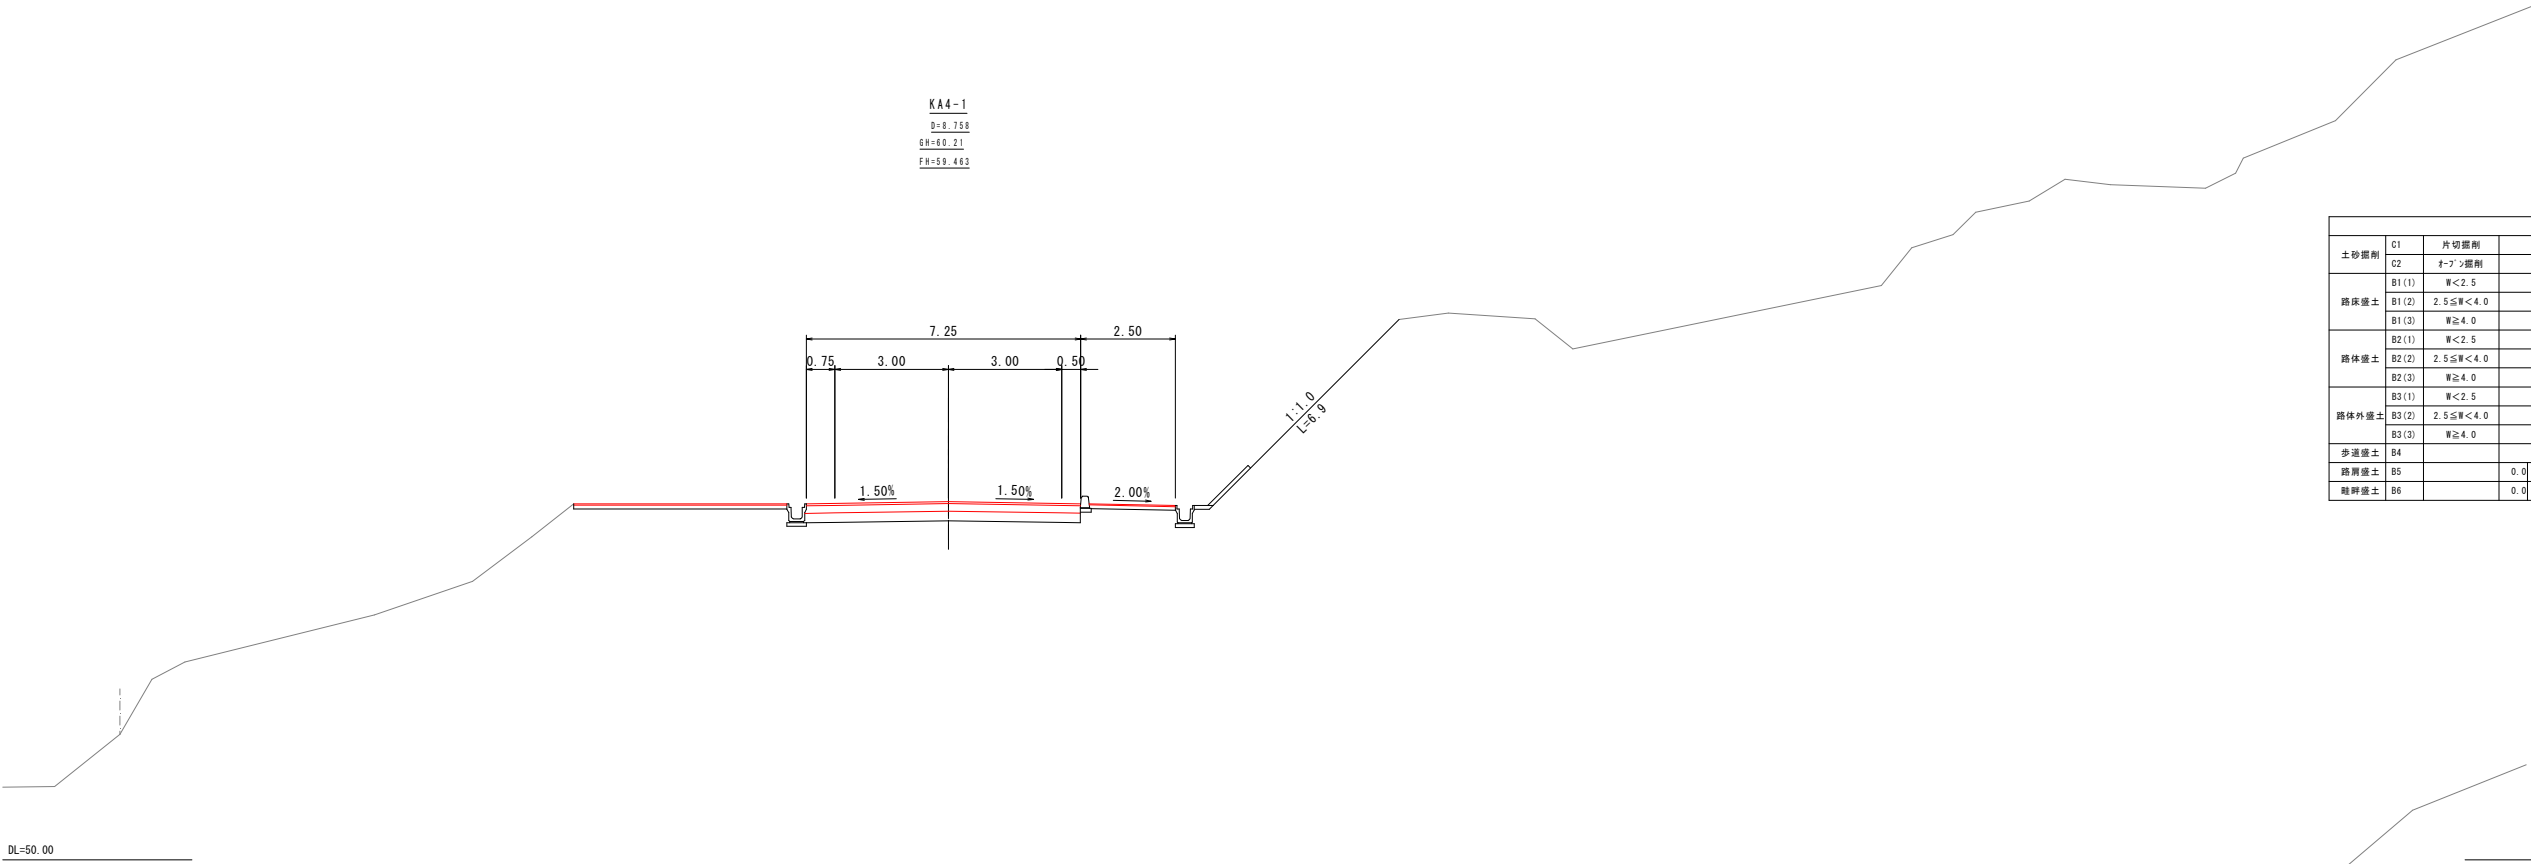 KA4-1
D=8.758
GH=60.21
FH=59.463
7.25 2.50
0.75 3.00 3.00 0.50
1.50% 1.50% 2.00%
1:1.0
L=6.9
土砂掘削 C1 片切掘削
C2 オープン掘削
路床盛土 B1(1) W<2.5
B1(2) 2.5≦W<4.0
B1(3) W≧4.0
路体盛土 B2(1) W<2.5
B2(2) 2.5≦W<4.0
B2(3) W≧4.0
路体外盛土 B3(1) W<2.5
B3(2) 2.5≦W<4.0
B3(3) W≧4.0
歩道盛土 B4
路肩盛土 B5 0.0
畦畔盛土 B6 0.0
DL=50.00